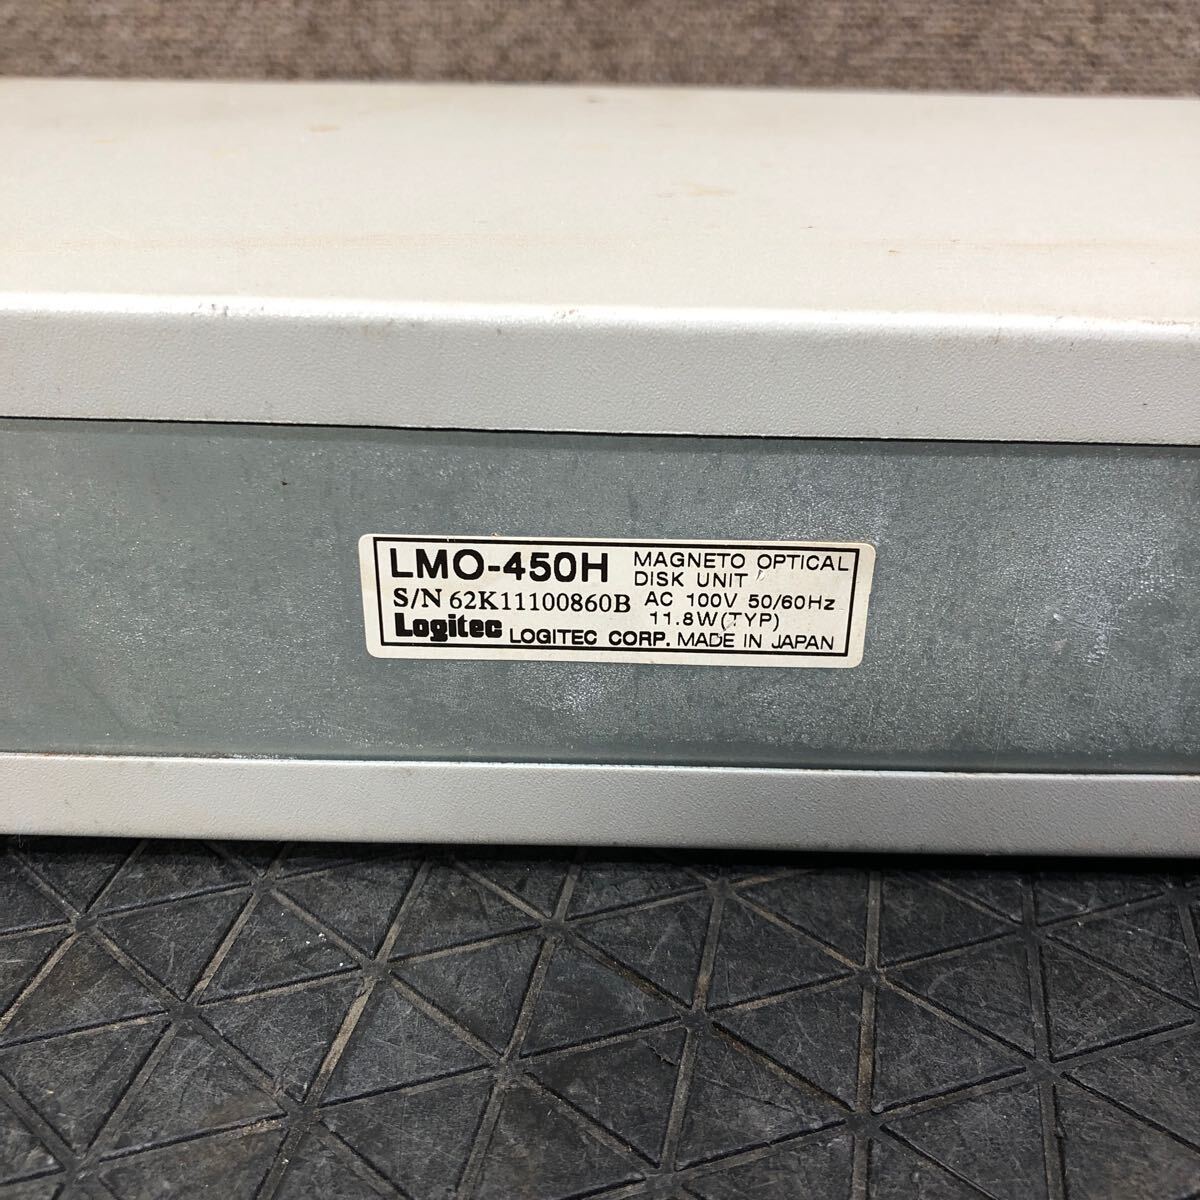 LMO-450H MAGNETO OPTICAL
DISK UNIT
S/N 62K11100860B AC 100V 50/60Hz
11.8W(TYP)
Logitec LOGITEC CORP. MADE IN JAPAN